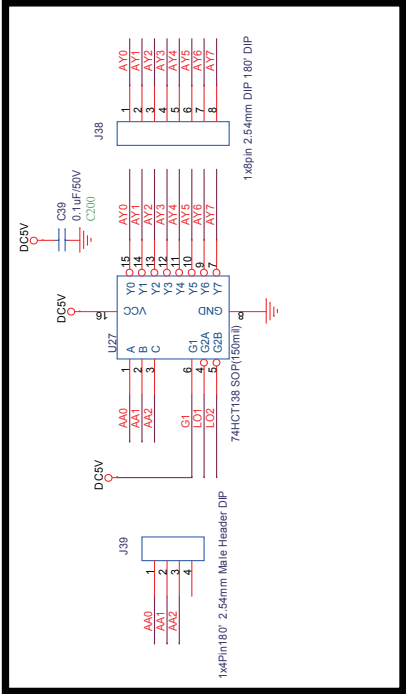 J38
1x8pin 2.54mm DIP 180' DIP
AY0 1
AY1 2
AY2 3
AY3 4
AY4 5
AY5 6
AY6 7
AY7 8
DC5V
C39
0.1uF/50V
C200
DC5V
16
VCC
U27
74HCT138 SOP(150mil)
AA0 1 A
AA1 2 B
AA2 3 C
G1 6 G1
LO1 4 G2A
LO2 5 G2B
Y0 15 AY0
Y1 14 AY1
Y2 13 AY2
Y3 12 AY3
Y4 11 AY4
Y5 10 AY5
Y6 9 AY6
Y7 7 AY7
GND
8
DC5V
J39
AA0 1
AA1 2
AA2 3
4
1x4Pin180' 2.54mm Male Header DIP